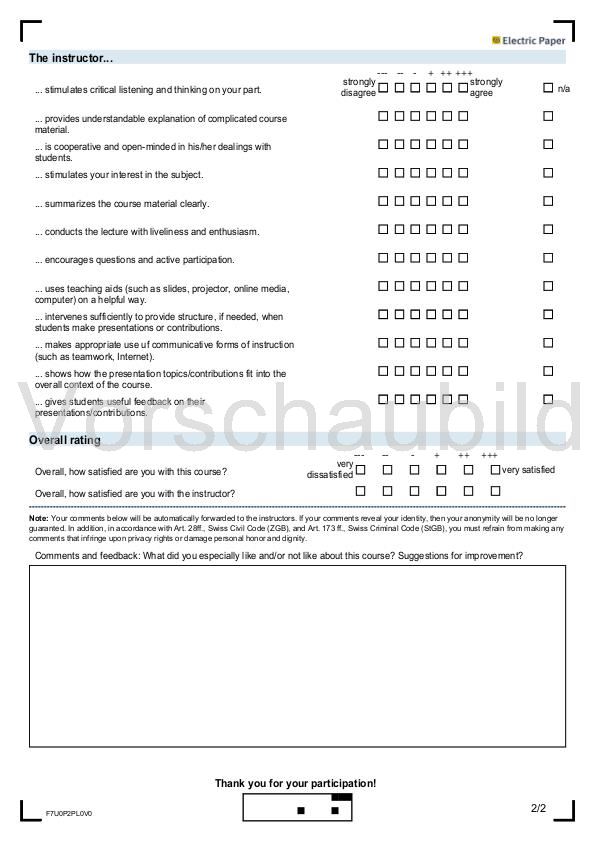 Electric Paper
The instructor...
--- -- - + ++ +++
strongly disagree strongly agree
... stimulates critical listening and thinking on your part. n/a
... provides understandable explanation of complicated course
material.
... is cooperative and open-minded in his/her dealings with
students.
... stimulates your interest in the subject.
... summarizes the course material clearly.
... conducts the lecture with liveliness and enthusiasm.
... encourages questions and active participation.
... uses teaching aids (such as slides, projector, online media,
computer) on a helpful way.
... intervenes sufficiently to provide structure, if needed, when
students make presentations or contributions.
... makes appropriate use uf communicative forms of instruction
(such as teamwork, Internet).
... shows how the presentation topics/contributions fit into the
overall context of the course.
... gives students useful feedback on their
presentations/contributions.
Vorschaubild
Overall rating
--- -- - + ++ +++
very dissatisfied very satisfied
Overall, how satisfied are you with this course?
Overall, how satisfied are you with the instructor?
Note: Your comments below will be automatically forwarded to the instructors. If your comments reveal your identity, then your anonymity will be no longer
guaranteed. In addition, in accordance with Art. 28ff., Swiss Civil Code (ZGB), and Art. 173 ff., Swiss Criminal Code (StGB), you must refrain from making any
comments that infringe upon privacy rights or damage personal honor and dignity.
Comments and feedback: What did you especially like and/or not like about this course? Suggestions for improvement?
Thank you for your participation!
F7U0P2PL0V0
2/2